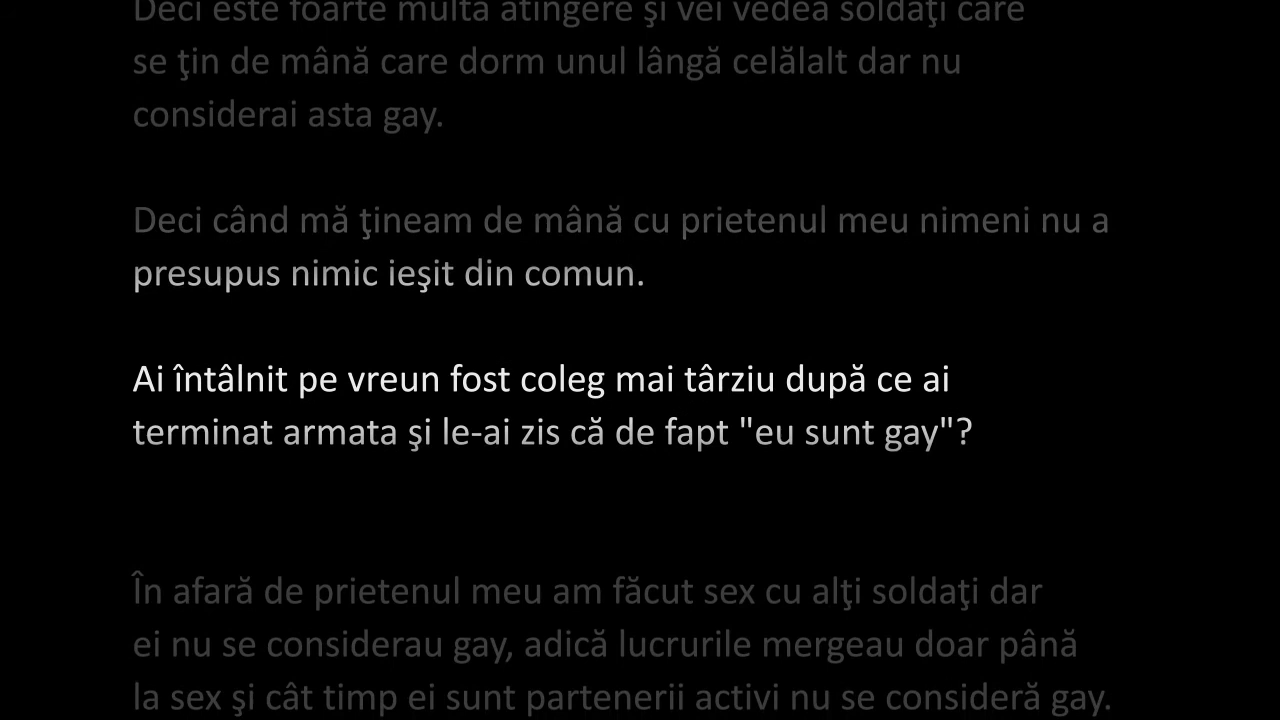 Deci este foarte multă atingere şi vei vedea soldaţi care
se ţin de mână care dorm unul lângă celălalt dar nu
considerai asta gay.
Deci când mă ţineam de mână cu prietenul meu nimeni nu a
presupus nimic ieşit din comun.
Ai întâlnit pe vreun fost coleg mai târziu după ce ai
terminat armata şi le-ai zis că de fapt "eu sunt gay"?
În afară de prietenul meu am făcut sex cu alţi soldaţi dar
ei nu se considerau gay, adică lucrurile mergeau doar până
la sex şi cât timp ei sunt partenerii activi nu se consideră gay.